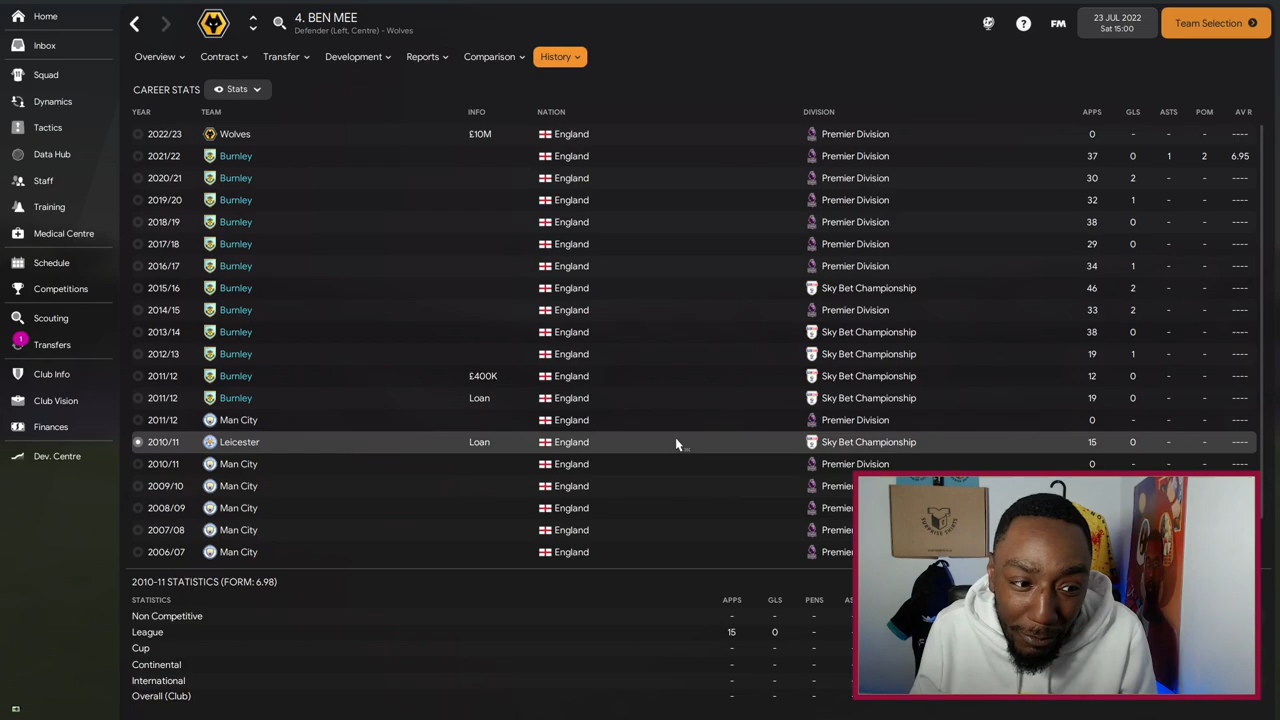 Home
4. BEN MEE
Defender (Left, Centre) - Wolves
FM
23 JUL 2022
Sat 15:00
Team Selection
Inbox
Overview
Contract
Transfer
Development
Reports
Comparison
History
Squad
CAREER STATS
Stats
Dynamics
YEAR TEAM INFO NATION DIVISION APPS GLS ASTS POM AV R
Tactics
2022/23 Wolves £10M England Premier Division 0 - - - ----
Data Hub
2021/22 Burnley England Premier Division 37 0 1 2 6.95
Staff
2020/21 Burnley England Premier Division 30 2 - - ----
Training
2019/20 Burnley England Premier Division 32 1 - - ----
Medical Centre
2018/19 Burnley England Premier Division 38 0 - - ----
2017/18 Burnley England Premier Division 29 0 - - ----
Schedule
2016/17 Burnley England Premier Division 34 1 - - ----
Competitions
2015/16 Burnley England Sky Bet Championship 46 2 - - ----
2014/15 Burnley England Premier Division 33 2 - - ----
Scouting
2013/14 Burnley England Sky Bet Championship 38 0 - - ----
1
Transfers
2012/13 Burnley England Sky Bet Championship 19 1 - - ----
Club Info
2011/12 Burnley £400K England Sky Bet Championship 12 0 - - ----
Club Vision
2011/12 Burnley Loan England Sky Bet Championship 19 0 - - ----
Finances
2011/12 Man City England Premier Division 0 - - - ----
2010/11 Leicester Loan England Sky Bet Championship 15 0 - - ----
Dev. Centre
2010/11 Man City England Premier Division 0 - - - ----
2009/10 Man City England Premie
2008/09 Man City England Premie
2007/08 Man City England Premie
2006/07 Man City England Premie
2010-11 STATISTICS (FORM: 6.98)
STATISTICS APPS GLS PENS AS
Non Competitive - - -
League 15 0 -
Cup - - -
Continental - - -
International - - -
Overall (Club) - - -
SURPRISE SHIRTS